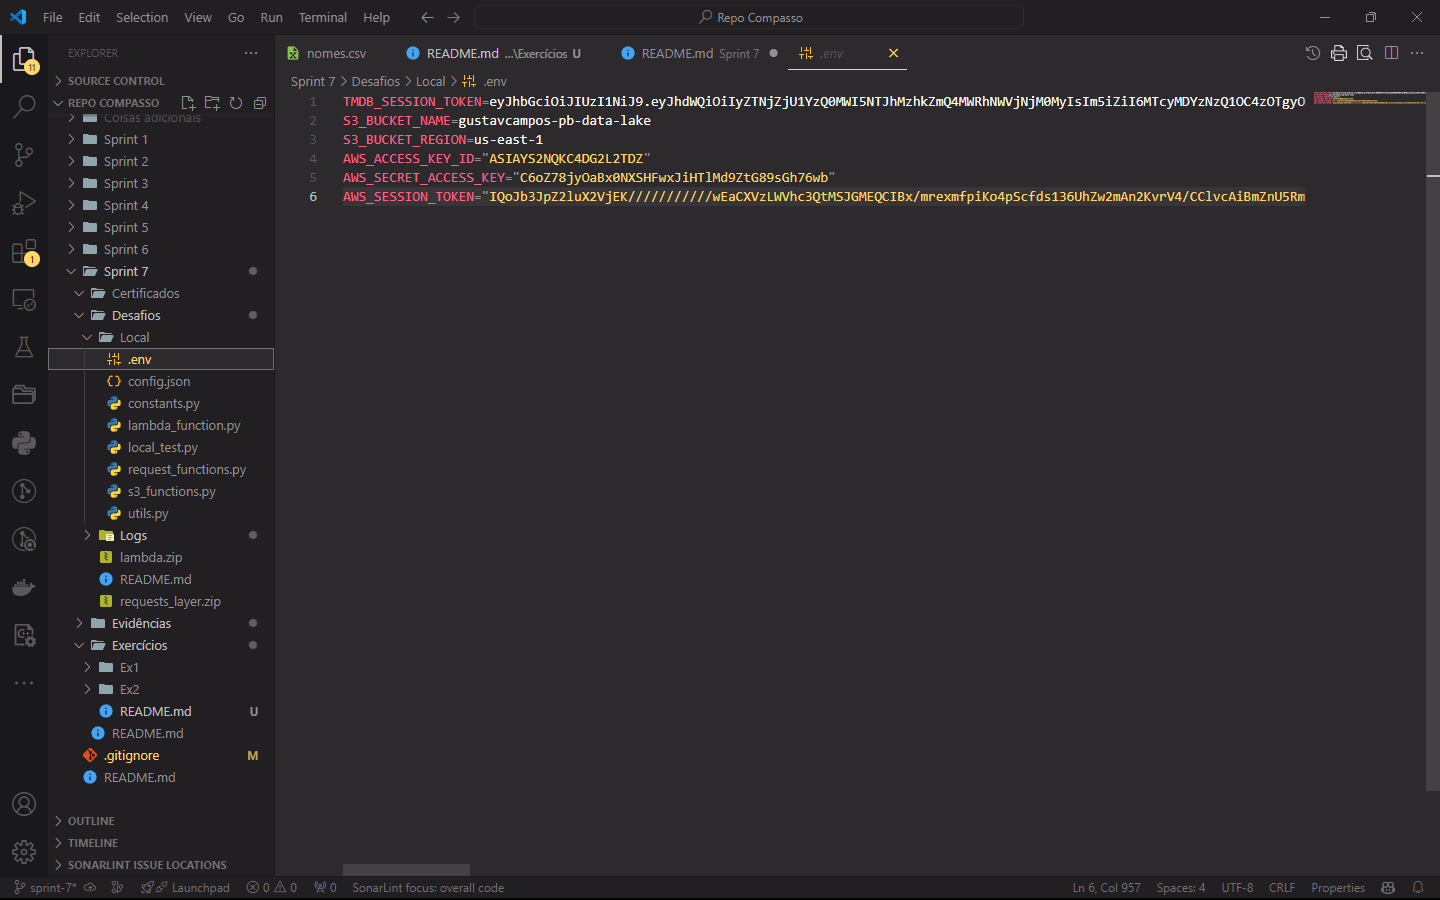 File Edit Selection View Go Run Terminal Help
Repo Compasso
EXPLORER
SOURCE CONTROL
REPO COMPASSO
Coisas adicionais
Sprint 1
Sprint 2
Sprint 3
Sprint 4
Sprint 5
Sprint 6
Sprint 7
Certificados
Desafios
Local
.env
config.json
constants.py
lambda_function.py
local_test.py
request_functions.py
s3_functions.py
utils.py
Logs
lambda.zip
README.md
requests_layer.zip
Evidências
Exercícios
Ex1
Ex2
README.md U
README.md
.gitignore M
README.md
OUTLINE
TIMELINE
SONARLINT ISSUE LOCATIONS
11
1
nomes.csv README.md ...\Exercícios U README.md Sprint 7 .env
Sprint 7 > Desafios > Local > .env
1 TMDB_SESSION_TOKEN=eyJhbGciOiJIUzI1NiJ9.eyJhdWQiOiIyZTNjZjU1YzQ0MWI5NTJhMzhkZmQ4MWRhNWVjNjM0MyIsIm5iZiI6MTcyMDYzNzQ1OC4zOTgyO
2 S3_BUCKET_NAME=gustavcampos-pb-data-lake
3 S3_BUCKET_REGION=us-east-1
4 AWS_ACCESS_KEY_ID="ASIAYS2NQKC4DG2L2TDZ"
5 AWS_SECRET_ACCESS_KEY="C6oZ78jyOaBx0NXSHFwxJiHTlMd9ZtG89sGh76wb"
6 AWS_SESSION_TOKEN="IQoJb3JpZ2luX2VjEK///////////wEaCXVzLWVhc3QtMSJGMEQCIBx/mrexmfpiKo4pScfds136UhZw2mAn2KvrV4/CClvcAiBmZnU5Rm
sprint-7* Launchpad 0 0 0 SonarLint focus: overall code Ln 6, Col 957 Spaces: 4 UTF-8 CRLF Properties